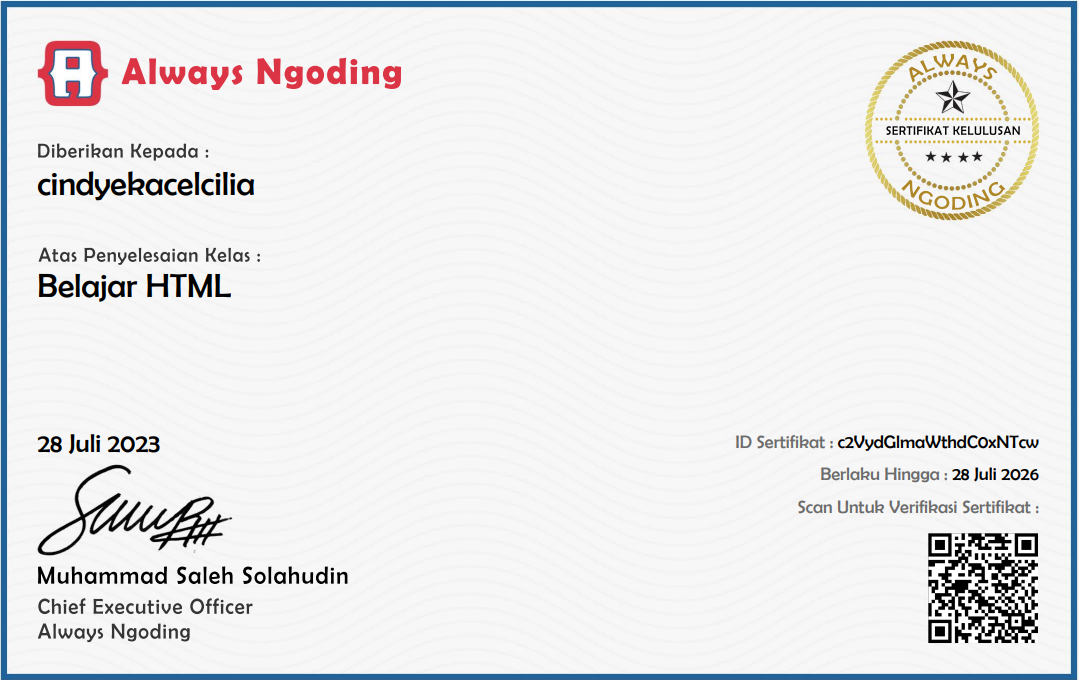 Always Ngoding
ALWAYS
SERTIFIKAT KELULUSAN
NGODING
Diberikan Kepada :
cindyekacelcilia
Atas Penyelesaian Kelas :
Belajar HTML
28 Juli 2023
Muhammad Saleh Solahudin
Chief Executive Officer
Always Ngoding
ID Sertifikat : c2VydGlmaWthdC0xNTcw
Berlaku Hingga : 28 Juli 2026
Scan Untuk Verifikasi Sertifikat :